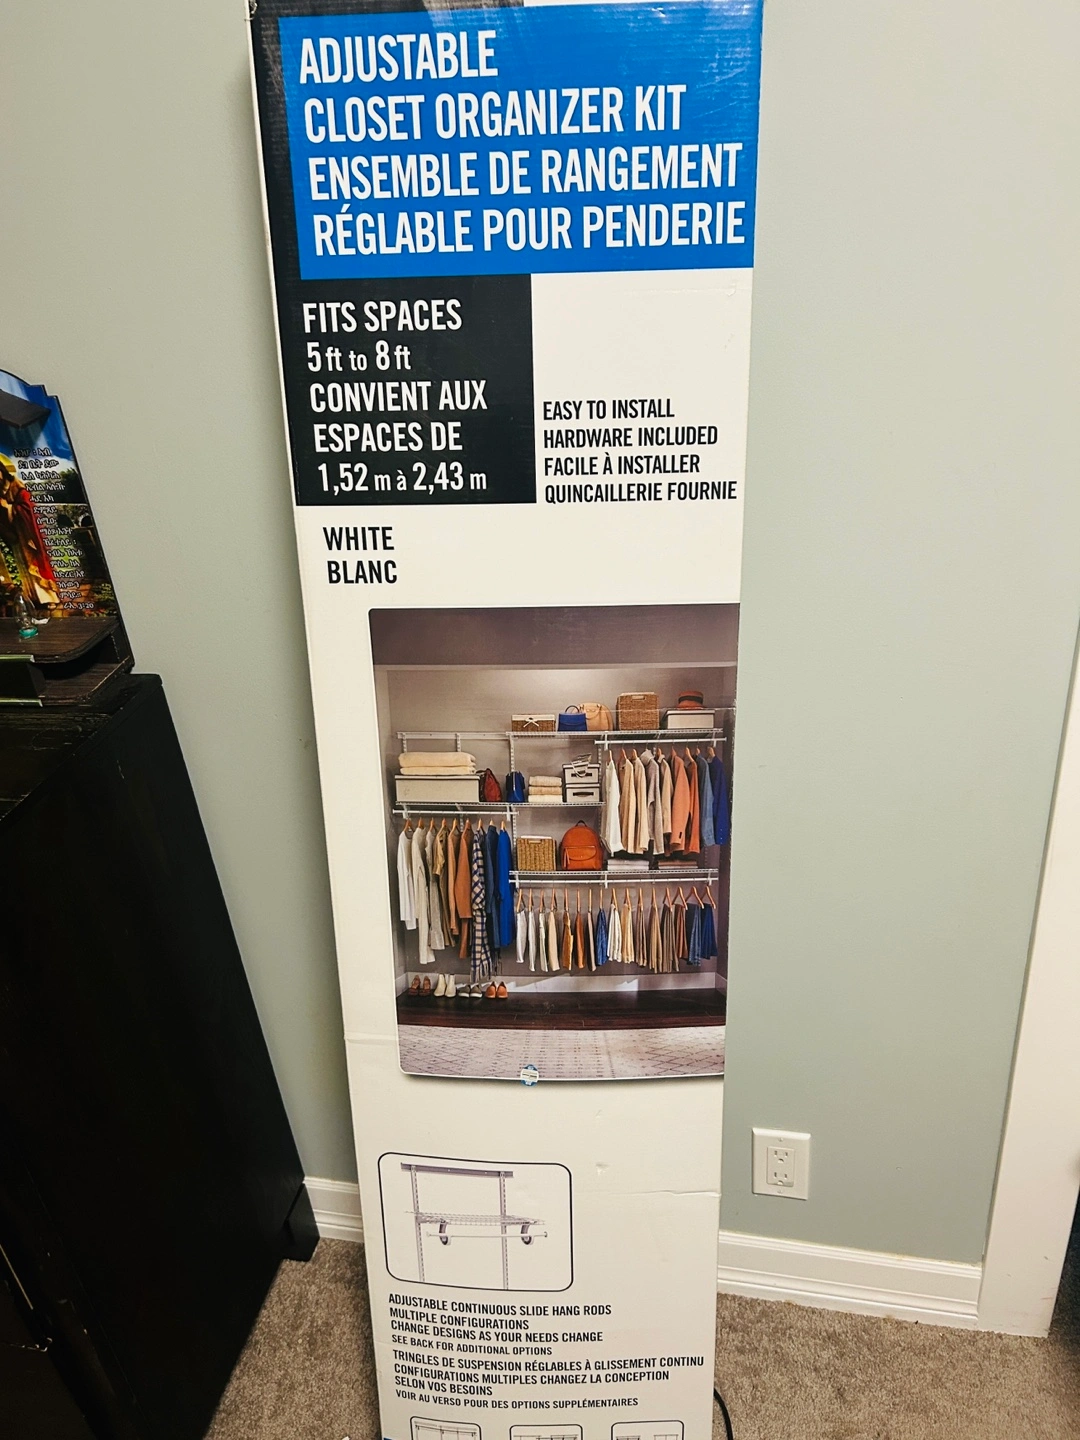 ADJUSTABLE
CLOSET ORGANIZER KIT
ENSEMBLE DE RANGEMENT
RÉGLABLE POUR PENDERIE
FITS SPACES
5 ft to 8 ft
CONVIENT AUX
ESPACES DE
1,52 m à 2,43 m
EASY TO INSTALL
HARDWARE INCLUDED
FACILE À INSTALLER
QUINCAILLERIE FOURNIE
WHITE
BLANC
ADJUSTABLE CONTINUOUS SLIDE HANG RODS
MULTIPLE CONFIGURATIONS
CHANGE DESIGNS AS YOUR NEEDS CHANGE
SEE BACK FOR ADDITIONAL OPTIONS
TRINGLES DE SUSPENSION RÉGLABLES À GLISSEMENT CONTINU
CONFIGURATIONS MULTIPLES CHANGEZ LA CONCEPTION
SELON VOS BESOINS
VOIR AU VERSO POUR DES OPTIONS SUPPLÉMENTAIRES
3÷20